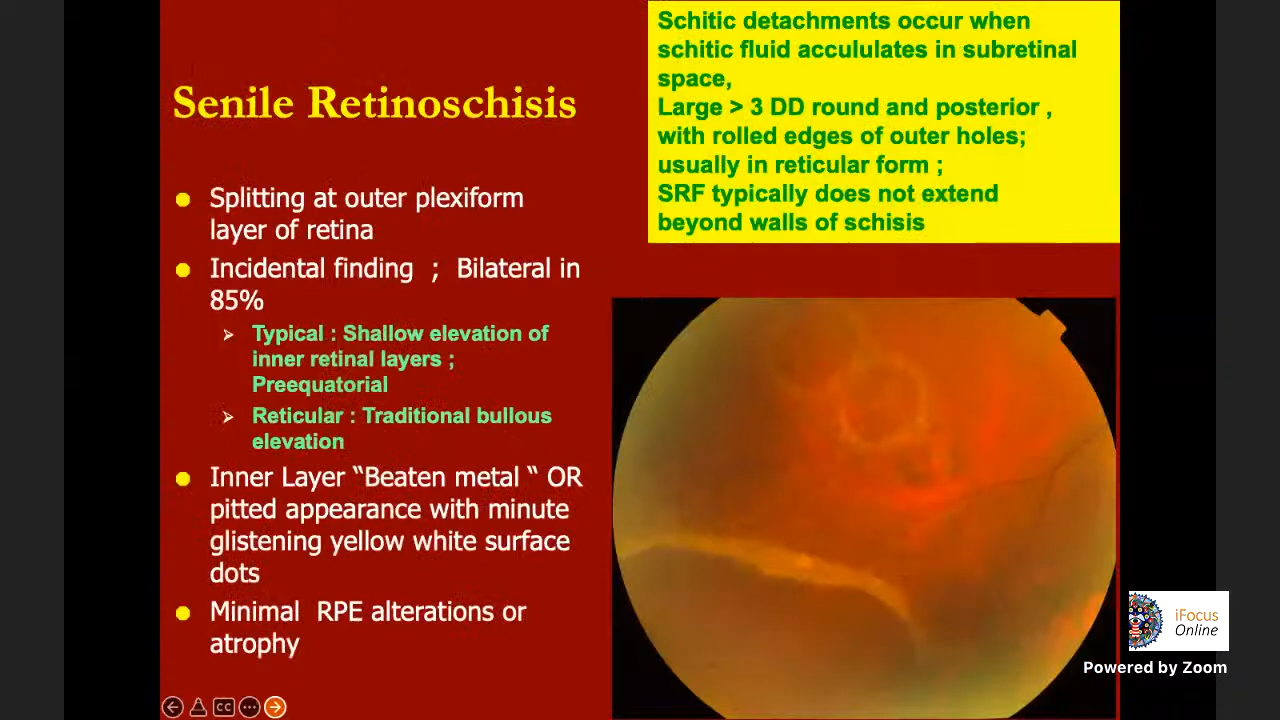 Schitic detachments occur when
schitic fluid accululates in subretinal
space,
Large > 3 DD round and posterior ,
with rolled edges of outer holes;
usually in reticular form ;
SRF typically does not extend
beyond walls of schisis
Senile Retinoschisis
Splitting at outer plexiform
layer of retina
Incidental finding ; Bilateral in
85%
Typical : Shallow elevation of
inner retinal layers ;
Preequatorial
Reticular : Traditional bullous
elevation
Inner Layer “Beaten metal “ OR
pitted appearance with minute
glistening yellow white surface
dots
Minimal RPE alterations or
atrophy
iFocus
Online
Powered by Zoom
CC